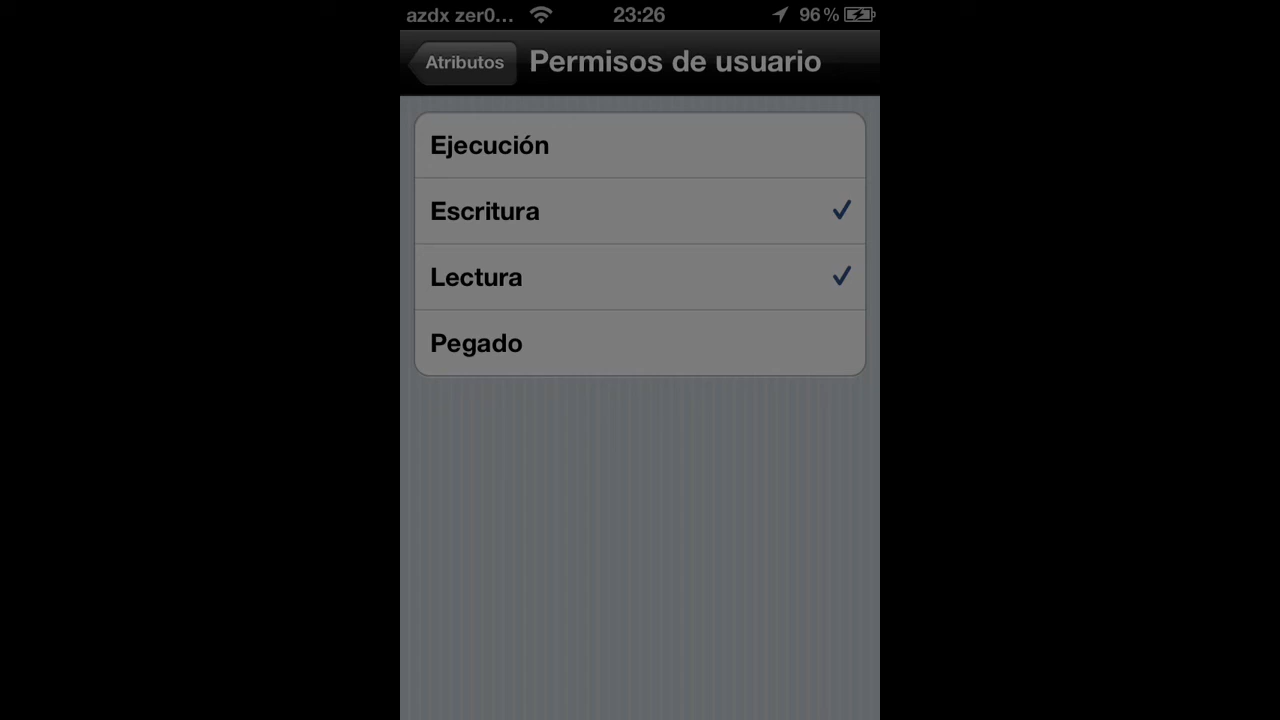 azdx zer0... 23:26 96 %
Atributos Permisos de usuario
Ejecución
Escritura
Lectura
Pegado